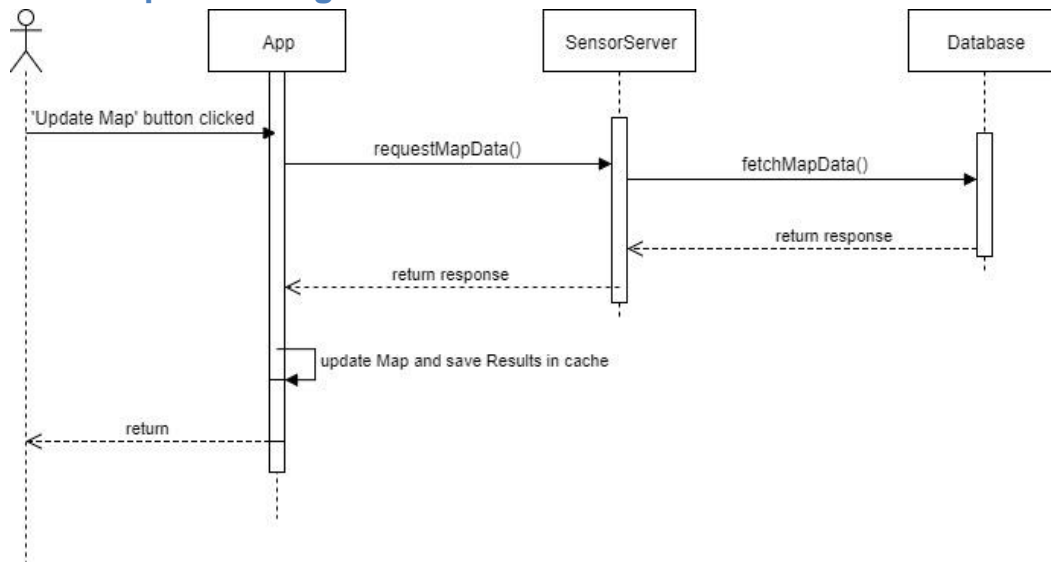 App
SensorServer
Database
'Update Map' button clicked
requestMapData()
fetchMapData()
return response
return response
update Map and save Results in cache
return